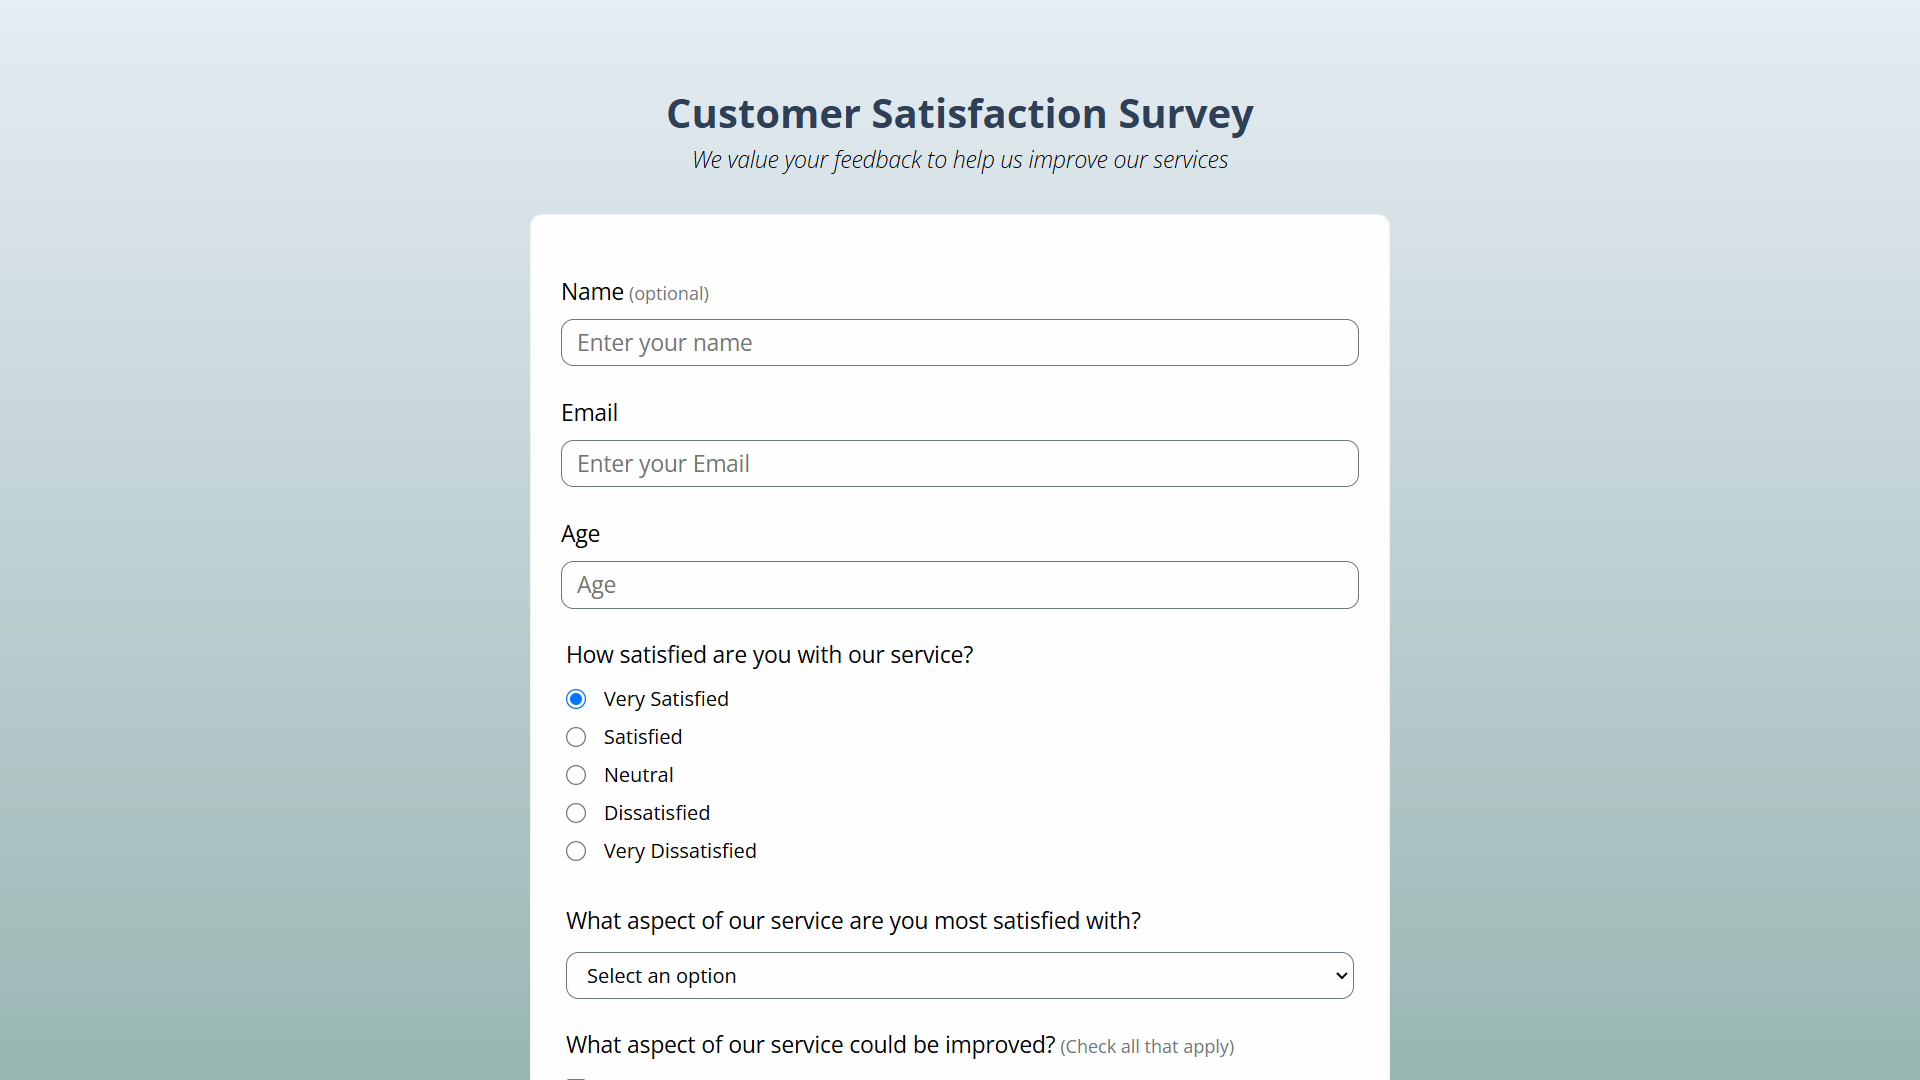 Customer Satisfaction Survey
We value your feedback to help us improve our services
Name (optional)
Enter your name
Email
Enter your Email
Age
Age
How satisfied are you with our service?
Very Satisfied
Satisfied
Neutral
Dissatisfied
Very Dissatisfied
What aspect of our service are you most satisfied with?
Select an option
What aspect of our service could be improved? (Check all that apply)